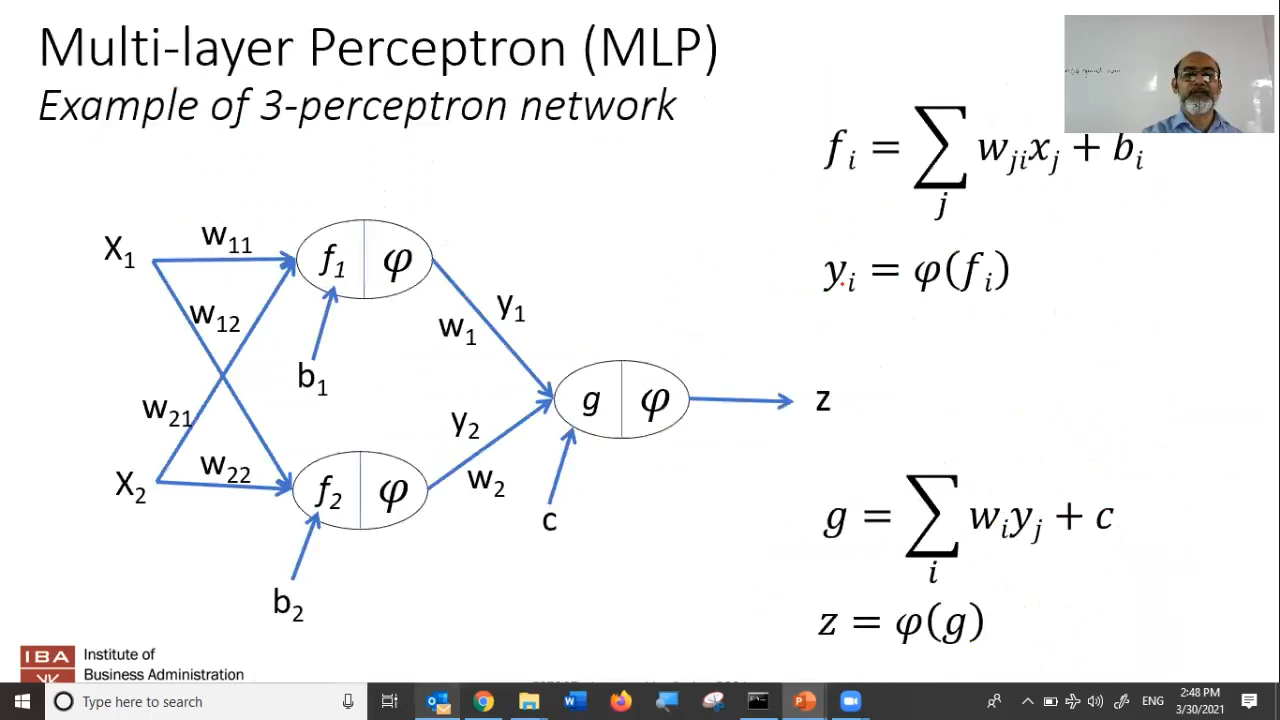 Multi-layer Perceptron (MLP)
Example of 3-perceptron network
fᵢ = ∑ⱼ wⱼᵢxⱼ + bᵢ
yᵢ = φ(fᵢ)
X₁
w₁₁
f₁ φ
w₁₂
b₁
y₁
w₁
w₂₁
X₂
w₂₂
f₂ φ
b₂
y₂
w₂
g φ
c
z
g = ∑ᵢ wᵢyⱼ + c
z = φ(g)
IBA
Institute of
Business Administration
Type here to search
ENG
2:48 PM
3/30/2021